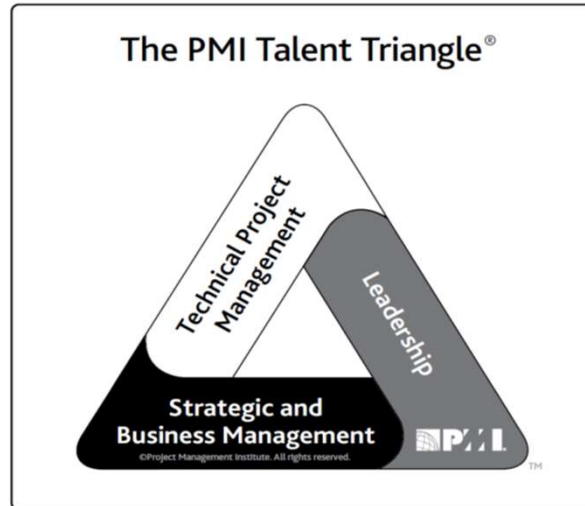 The PMI Talent Triangle®
Technical Project
Management
Leadership
Strategic and
Business Management
©Project Management Institute. All rights reserved.
PMI
TM